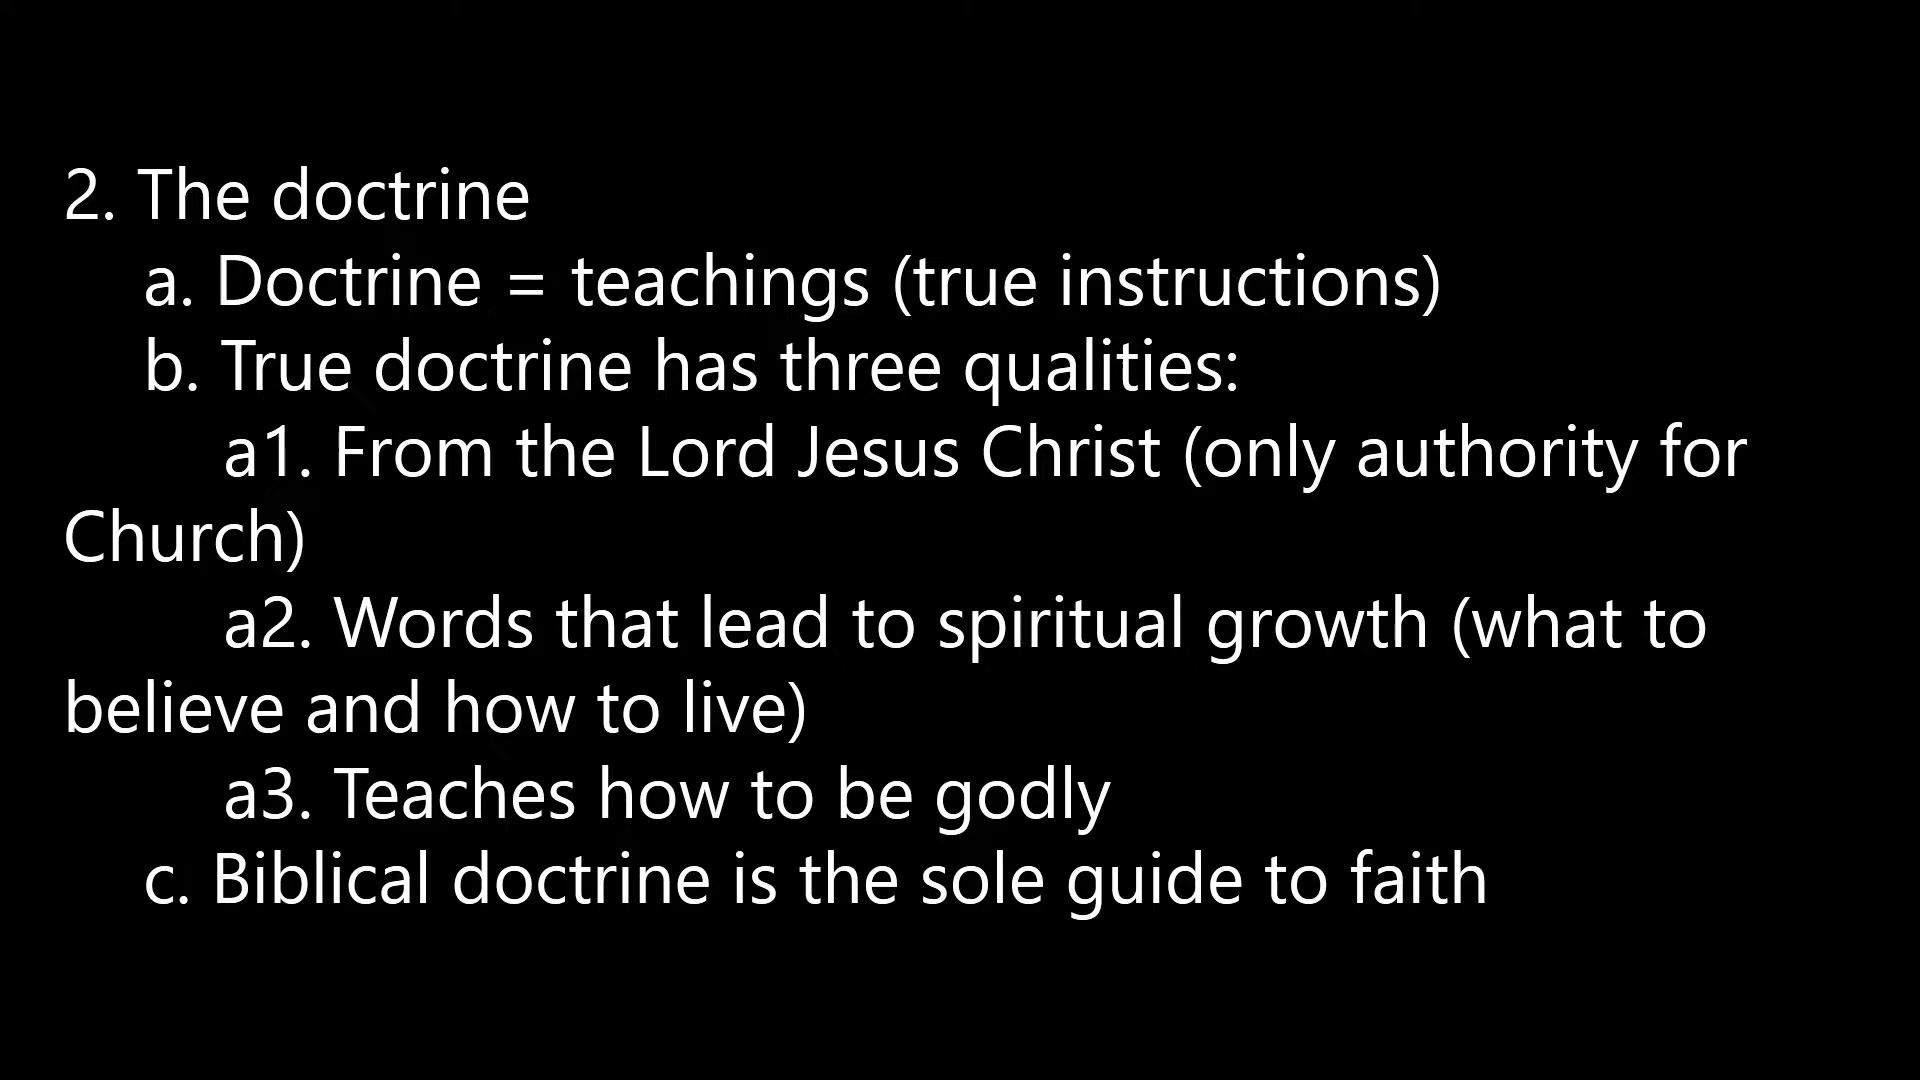 2. The doctrine
a. Doctrine = teachings (true instructions)
b. True doctrine has three qualities:
a1. From the Lord Jesus Christ (only authority for
Church)
a2. Words that lead to spiritual growth (what to
believe and how to live)
a3. Teaches how to be godly
c. Biblical doctrine is the sole guide to faith